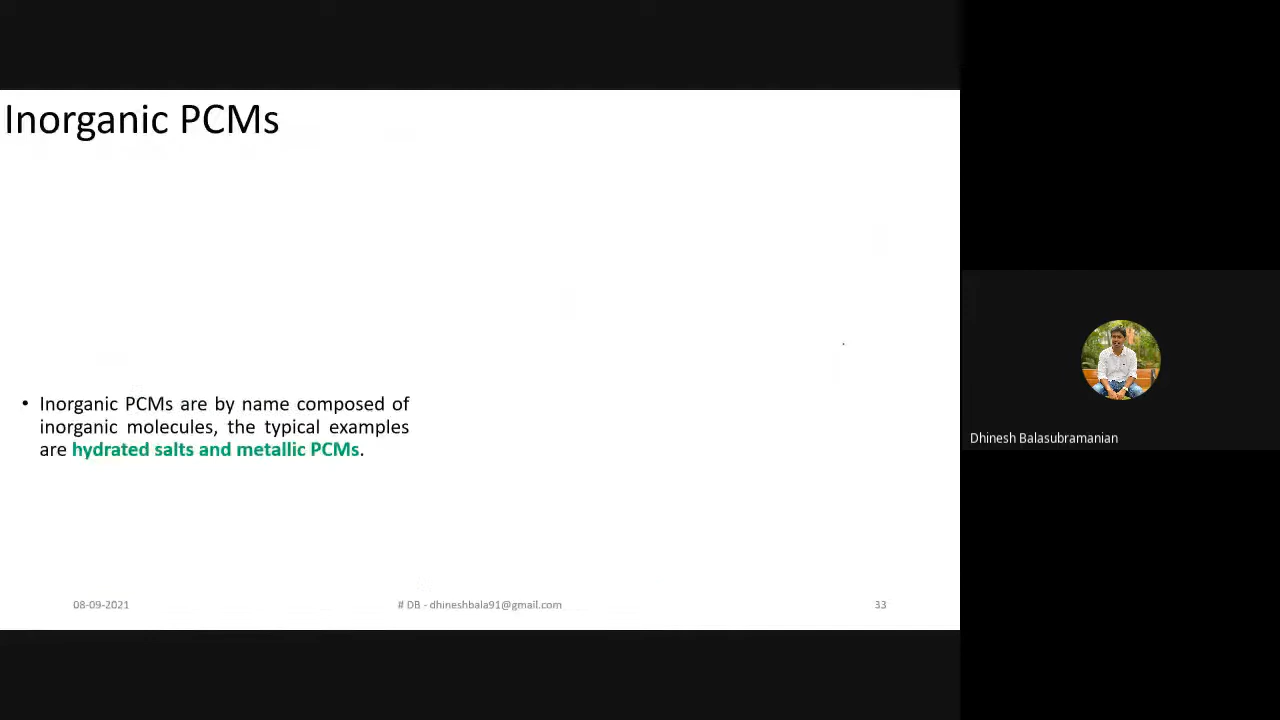 Inorganic PCMs
• Inorganic PCMs are by name composed of
inorganic molecules, the typical examples
are hydrated salts and metallic PCMs.
08-09-2021
# DB - dhineshbala91@gmail.com
33
Dhinesh Balasubramanian